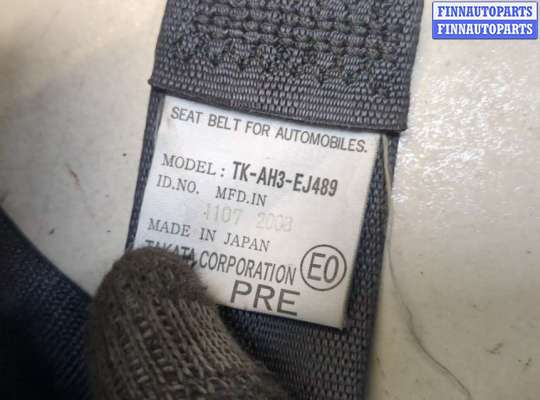 FINNAUTOPARTS
FINNAUTOPARTS
SEAT BELT FOR AUTOMOBILES.
MODEL: TK-AH3-EJ489
ID.NO. MFD.IN
1107 2003
MADE IN JAPAN
TAKATA CORPORATION
E0
PRE